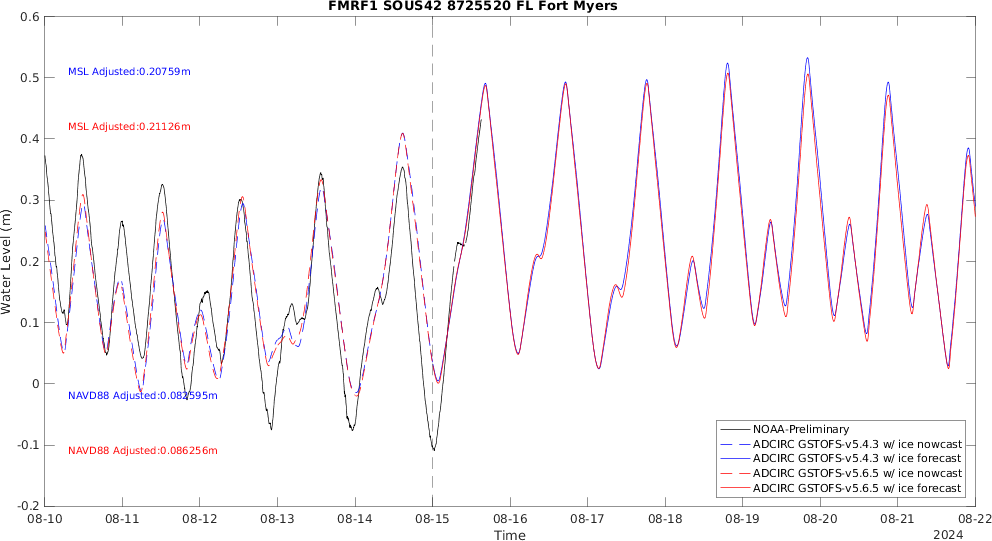 FMRF1 SOUS42 8725520 FL Fort Myers
0.6
0.5
0.4
0.3
0.2
0.1
0
-0.1
-0.2
Water Level (m)
MSL Adjusted:0.20759m
MSL Adjusted:0.21126m
NAVD88 Adjusted:0.082595m
NAVD88 Adjusted:0.086256m
NOAA-Preliminary
ADCIRC GSTOFS-v5.4.3 w/ ice nowcast
ADCIRC GSTOFS-v5.4.3 w/ ice forecast
ADCIRC GSTOFS-v5.6.5 w/ ice nowcast
ADCIRC GSTOFS-v5.6.5 w/ ice forecast
08-10 08-11 08-12 08-13 08-14 08-15 08-16 08-17 08-18 08-19 08-20 08-21 08-22
Time
2024